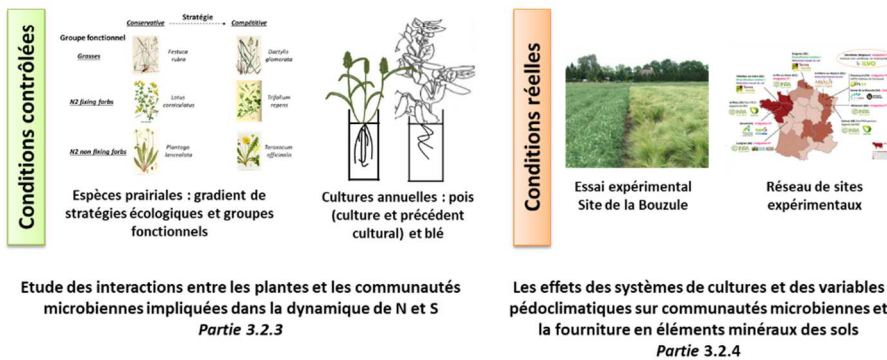 Conditions contrôlées
Stratégie
Conservative
Compétitive
Groupe fonctionnel
Grasses
Festuca
rubra
Dactylis
glomerata
N2 fixing forbs
Lotus
corniculatus
Trifolium
repens
N2 non fixing forbs
Plantago
lanceolata
Taraxacum
officinale
Espèces prairiales : gradient de
stratégies écologiques et groupes
fonctionnels
Cultures annuelles : pois
(culture et précédent
cultural) et blé
Etude des interactions entre les plantes et les communautés
microbiennes impliquées dans la dynamique de N et S
Partie 3.2.3
Conditions réelles
ILVO
Essai expérimental
Site de la Bouzule
Réseau de sites
expérimentaux
Les effets des systèmes de cultures et des variables
pédoclimatiques sur communautés microbiennes et
la fourniture en éléments minéraux des sols
Partie 3.2.4